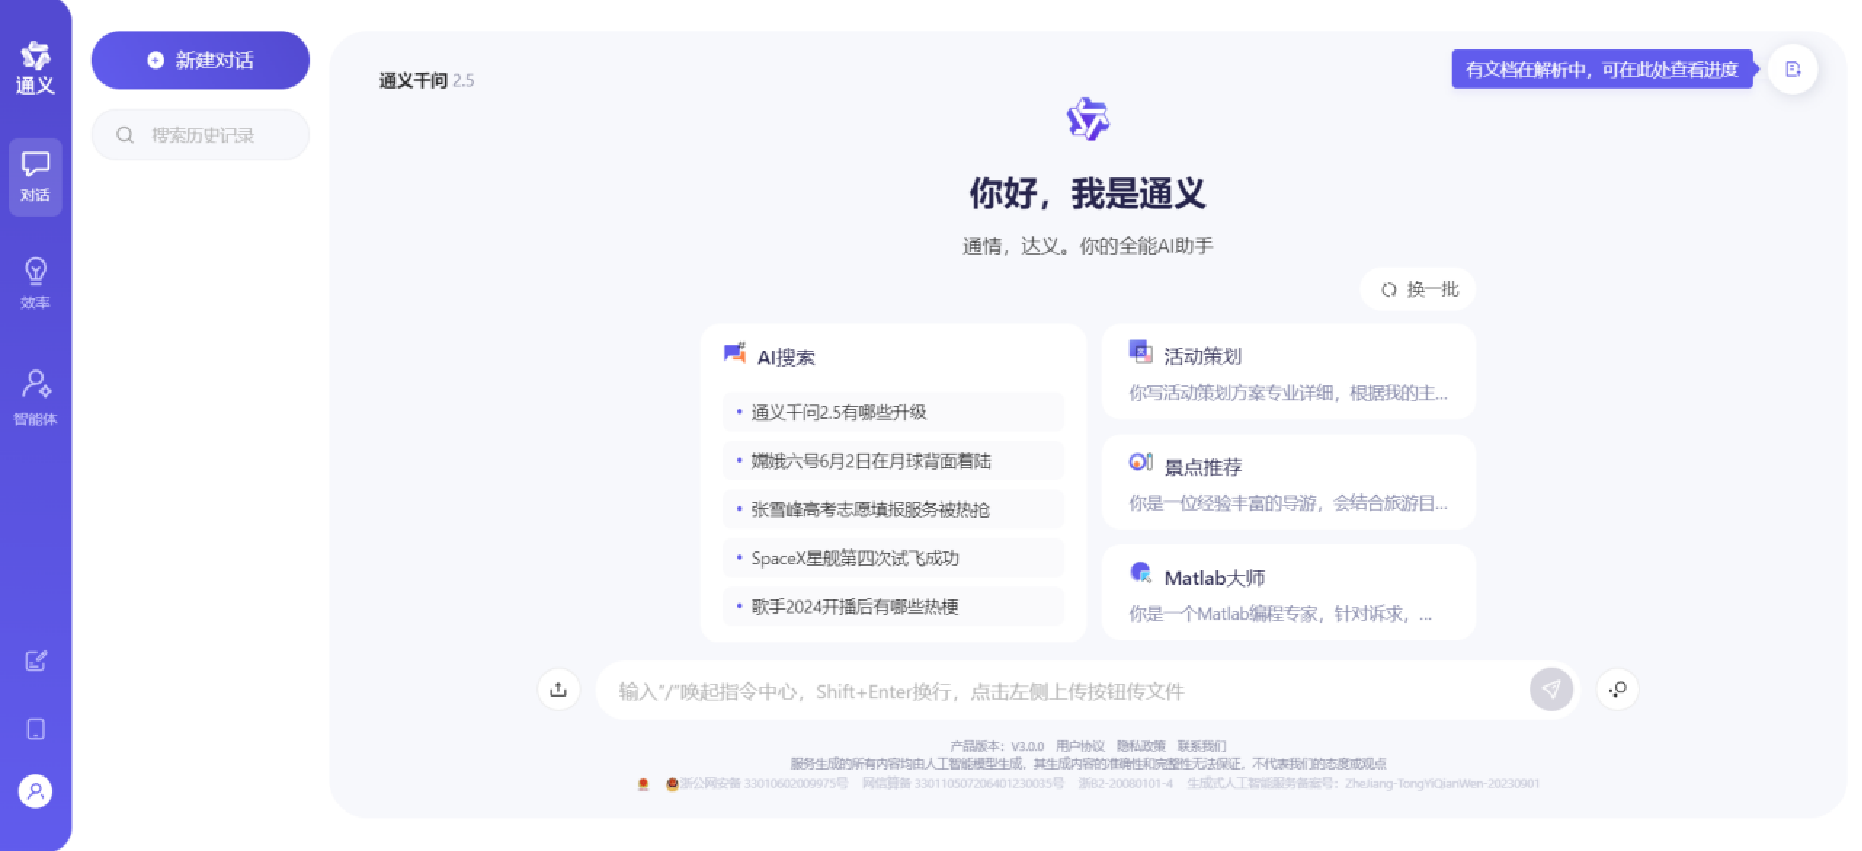 通义
对话
效率
智能体
新建对话
搜索历史记录
通义千问 2.5
有文档在解析中，可在此处查看进度
你好，我是通义
通情，达义。你的全能AI助手
换一批
AI搜索
通义千问2.5有哪些升级
嫦娥六号6月2日在月球背面着陆
张雪峰高考志愿填报服务被热抢
SpaceX星舰第四次试飞成功
歌手2024开播后有哪些热梗
活动策划
你写活动策划方案专业详细，根据我的主...
景点推荐
你是一位经验丰富的导游，会结合旅游目...
Matlab大师
你是一个Matlab编程专家，针对诉求，...
输入"/"唤起指令中心，Shift+Enter换行，点击左侧上传按钮传文件
产品版本：V3.0.0 用户协议 隐私政策 联系我们
服务生成的所有内容均由人工智能模型生成，其生成内容的准确性和完整性无法保证，不代表我们的态度或观点
浙公网安备 33010602009975号 网信算备 330110507206401230035号 浙B2-20080101-4 生成式人工智能服务备案号：ZheJiang-TongYiQianWen-20230901